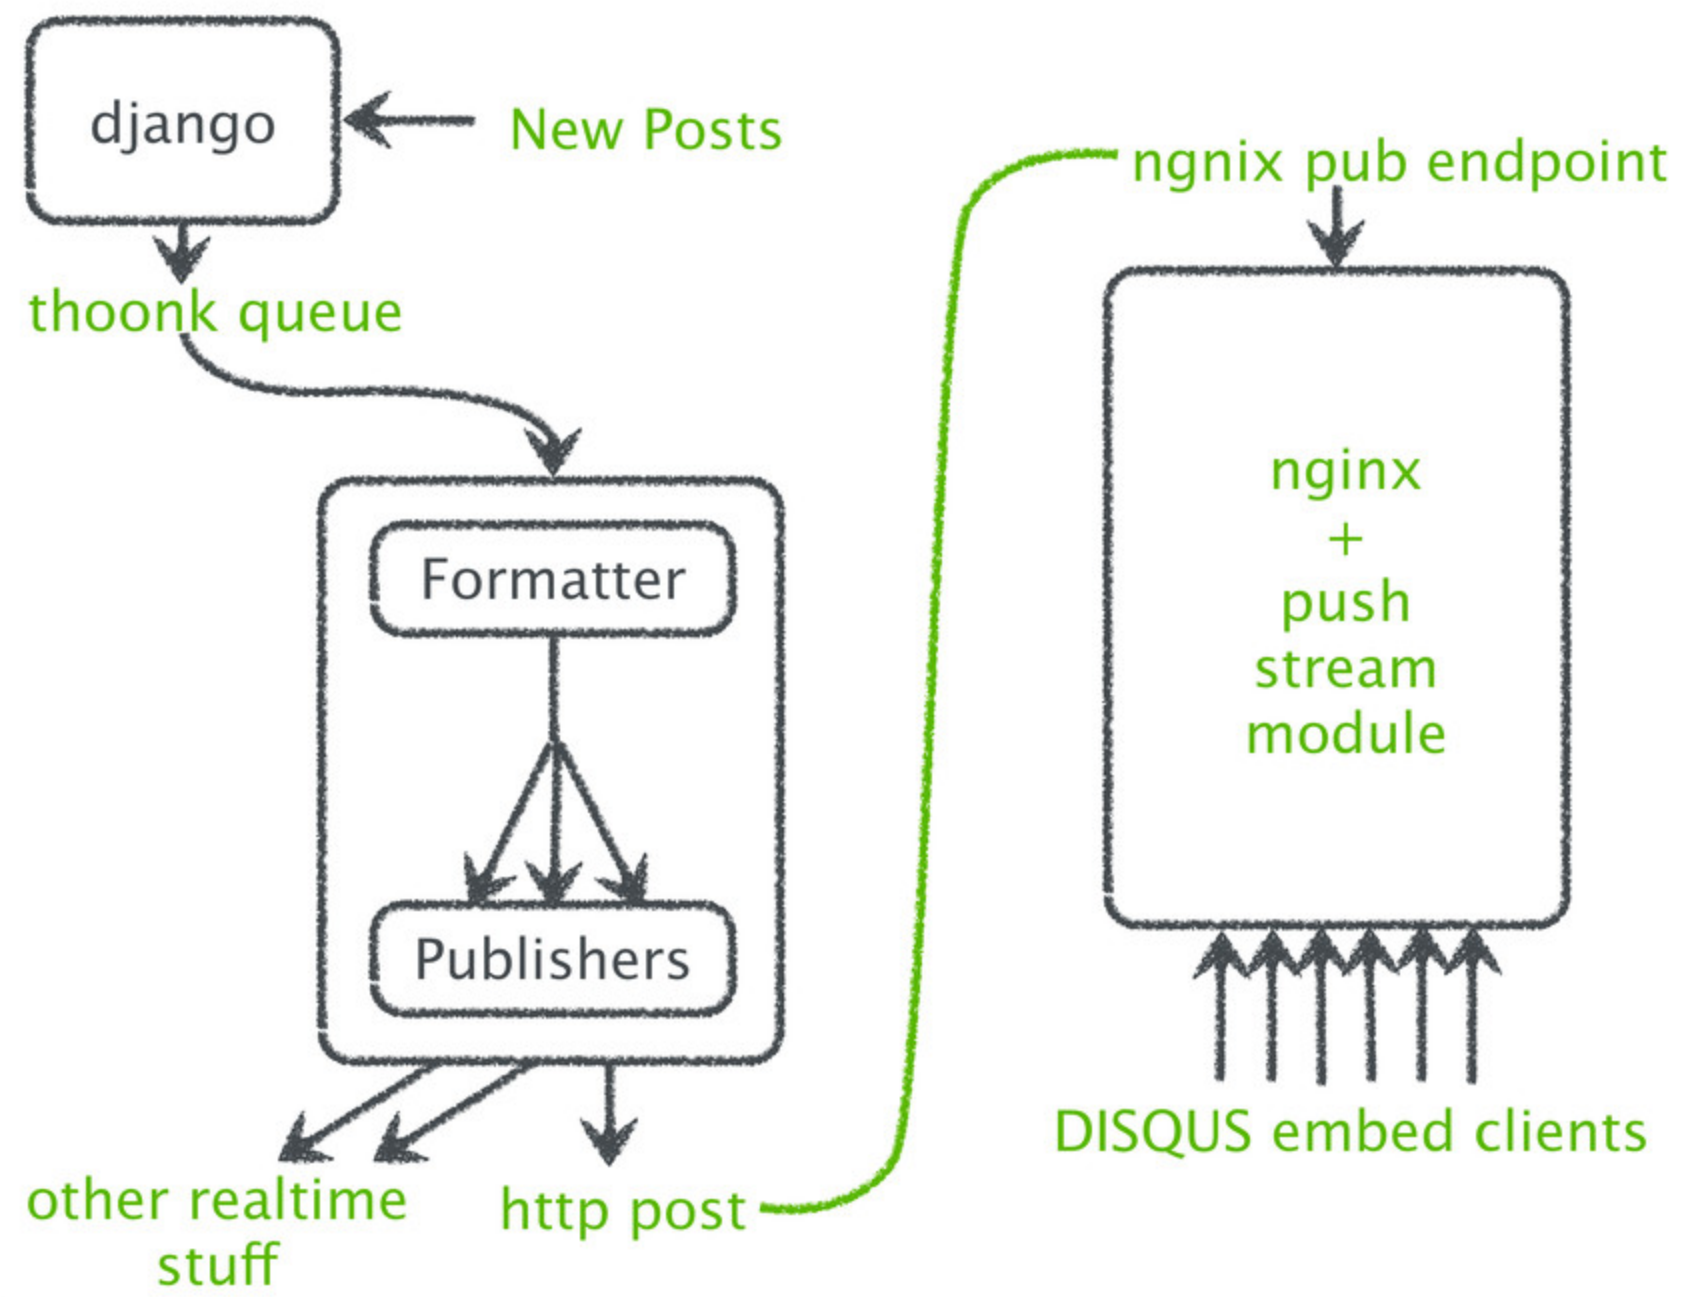 django
New Posts
thoonk queue
Formatter
Publishers
other realtime
stuff
http post
ngnix pub endpoint
nginx
+
push
stream
module
DISQUS embed clients